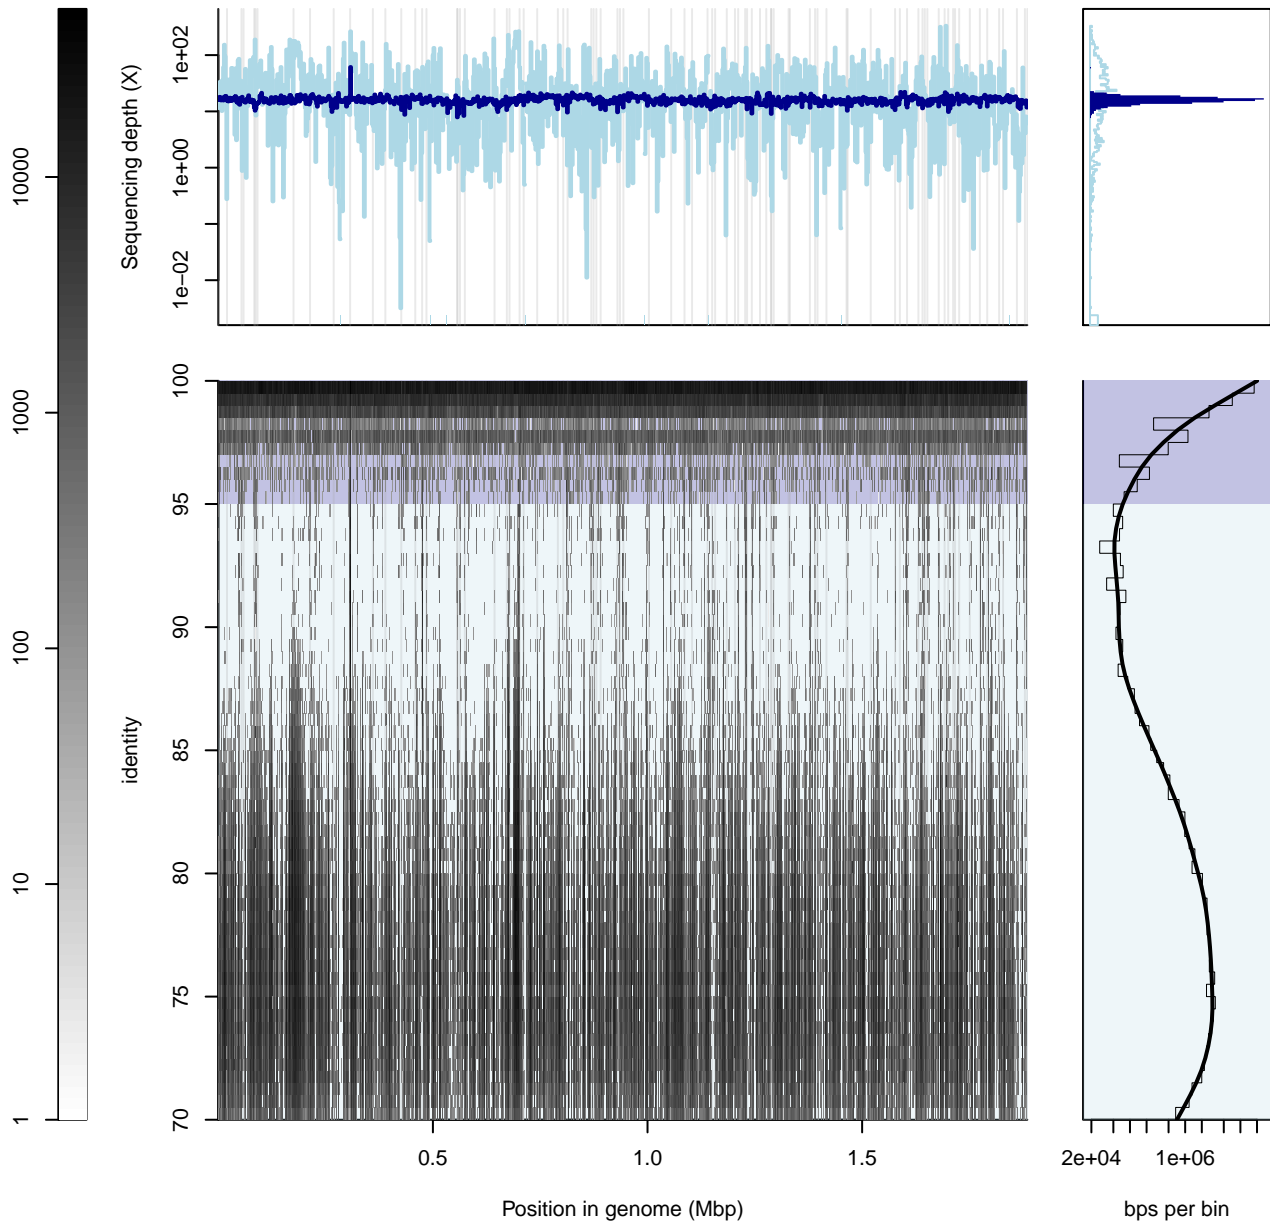 10000
1000
100
10
1
Sequencing depth (X)
1e+02
1e+00
1e-02
identity
100
95
90
85
80
75
70
0.5
1.0
1.5
Position in genome (Mbp)
2e+04
1e+06
bps per bin